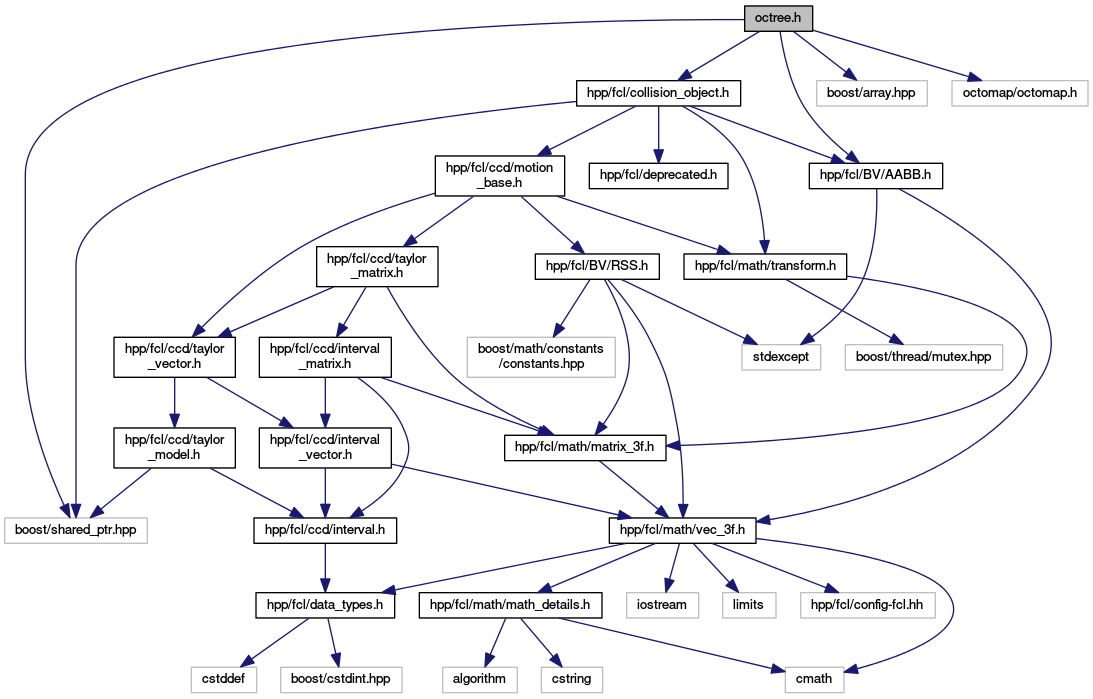 octree.h
hpp/fcl/collision_object.h
boost/array.hpp
octomap/octomap.h
hpp/fcl/ccd/motion
_base.h
hpp/fcl/deprecated.h
hpp/fcl/BV/AABB.h
hpp/fcl/ccd/taylor
_matrix.h
hpp/fcl/BV/RSS.h
hpp/fcl/math/transform.h
hpp/fcl/ccd/taylor
_vector.h
hpp/fcl/ccd/interval
_matrix.h
boost/math/constants
/constants.hpp
stdexcept
boost/thread/mutex.hpp
hpp/fcl/ccd/taylor
_model.h
hpp/fcl/ccd/interval
_vector.h
hpp/fcl/math/matrix_3f.h
boost/shared_ptr.hpp
hpp/fcl/ccd/interval.h
hpp/fcl/math/vec_3f.h
hpp/fcl/data_types.h
hpp/fcl/math/math_details.h
iostream
limits
hpp/fcl/config-fcl.hh
cstddef
boost/cstdint.hpp
algorithm
cstring
cmath